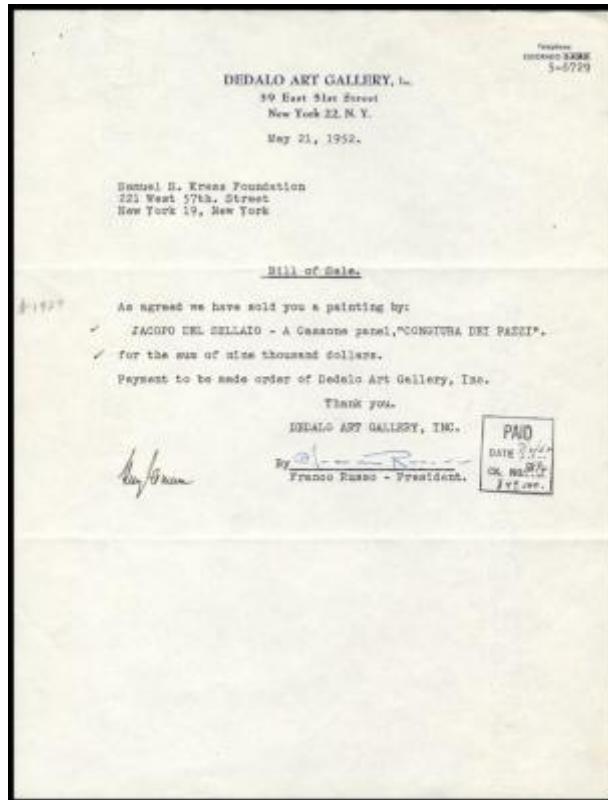 Telephone
5-6729
DEDALO ART GALLERY, Inc.
59 East 51st Street
New York 22, N. Y.
May 21, 1952.
Samuel H. Kress Foundation
221 West 57th. Street
New York 19, New York
Bill of Sale.
As agreed we have sold you a painting by:
✓ JACOPO DEL SELLAIO - A Cassone panel, "CONGIURA DEI PAZZI".
✓ for the sum of nine thousand dollars.
Payment to be made order of Dedalo Art Gallery, Inc.
Thank you.
DEDALO ART GALLERY, INC.
By
Franco Russo - President.
PAID
DATE
CK. NO.